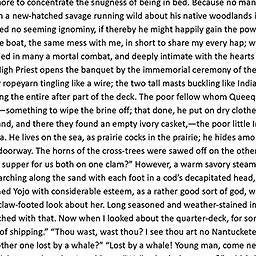 more to concentrate the snugness of being in bed. Because no man
n a new-hatched savage running wild about his native woodlands i
ed no seeming ignominy, if thereby he might happily gain the pow
e boat, the same mess with me, in short to share my every hap; w
ed in many a mortal combat, and deeply intimate with the hearts
High Priest opens the banquet by the immemorial ceremony of the
y ropeyarn tingling like a wire; the two tall masts buckling like India
ng the entire after part of the deck. The poor fellow whom Queeq
—something to wipe the brine off; that done, he put on dry clothe
and, and there they found an empty ivory casket,—the poor little I
a. He lives on the sea, as prairie cocks in the prairie; he hides amo
doorway. The horns of the cross-trees were sawed off on the other
supper for us both on one clam?” However, a warm savory steam
arching along the sand with each foot in a cod’s decapitated head,
ned Yojo with considerable esteem, as a rather good sort of god, w
claw-footed look about her. Long seasoned and weather-stained in
ched with that. Now when I looked about the quarter-deck, for som
of shipping.” “Thou wast, wast thou? I see thou art no Nantucketer
other one lost by a whale?” “Lost by a whale! Young man, come ne